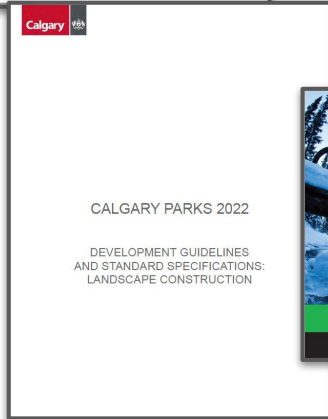 Calgary
CALGARY PARKS 2022
DEVELOPMENT GUIDELINES
AND STANDARD SPECIFICATIONS:
LANDSCAPE CONSTRUCTION